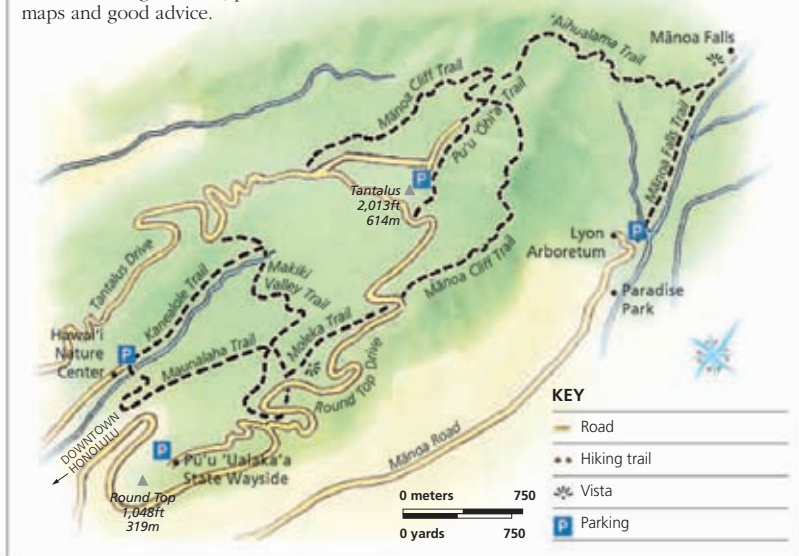 maps and good advice.
'Aihualama Trail
Mānoa Falls
Mānoa Cliff Trail
Pu'u 'Ōhi'a Trail
Mānoa Falls Trail
P
Tantalus
2,013ft
614m
P
Lyon
Arboretum
Mānoa Cliff Trail
Paradise
Park
Tantalus Drive
Kanealole Trail
Makiki
Valley Trail
Hawai'i
Nature
Center
P
Maunalaha Trail
Moleka Trail
Round Top Drive
DOWNTOWN
HONOLULU
P
Pu'u 'Ualaka'a
State Wayside
Round Top
1,048ft
319m
Mānoa Road
0 meters 750
0 yards 750
KEY
Road
Hiking trail
Vista
P Parking